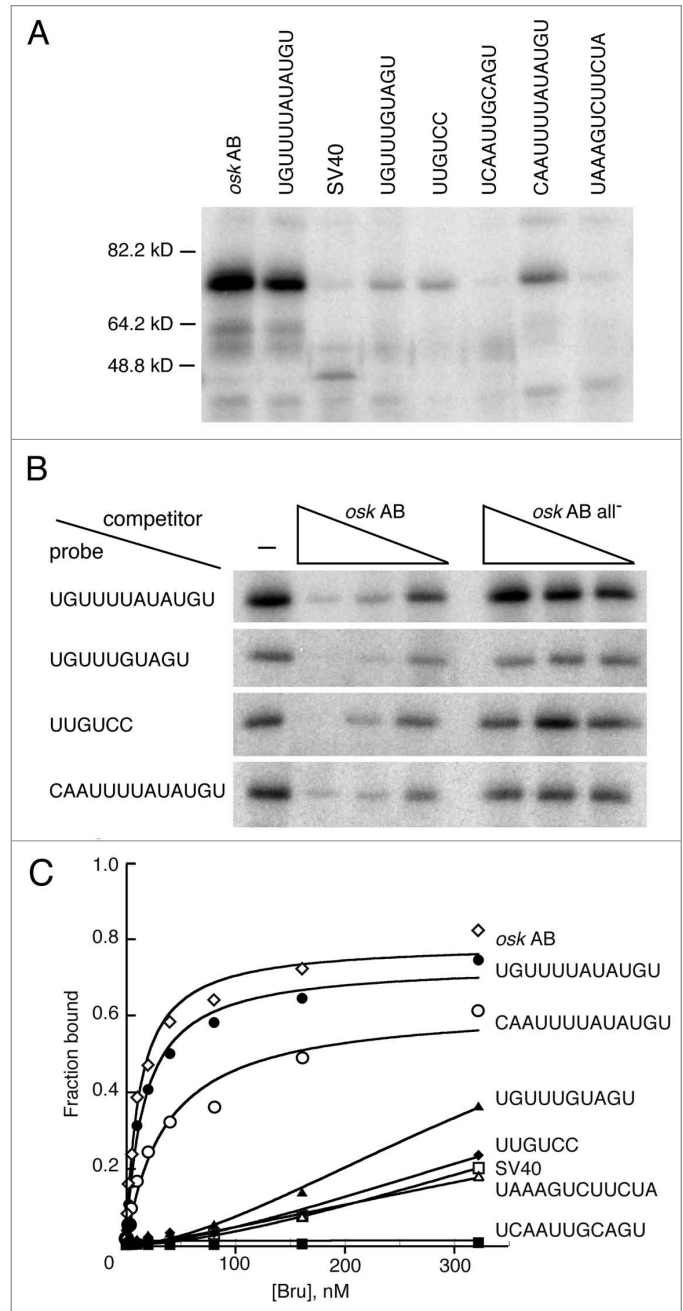 A
osk AB
UGUUUUAUAUGU
SV40
UGUUUGUAGU
UUGUCC
UCAAUUGCAGU
CAAUUUUAUAUGU
UAAAGUCUUCUA
82.2 kD
64.2 kD
48.8 kD
B
competitor
probe
–
osk AB
osk AB all-
UGUUUUAUAUGU
UGUUUGUAGU
UUGUCC
CAAUUUUAUAUGU
C
1.0
0.8
0.6
0.4
0.2
0
100
200
300
Fraction bound
[Bru], nM
osk AB
UGUUUUAUAUGU
CAAUUUUAUAUGU
UGUUUGUAGU
UUGUCC
SV40
UAAAGUCUUCUA
UCAAUUGCAGU